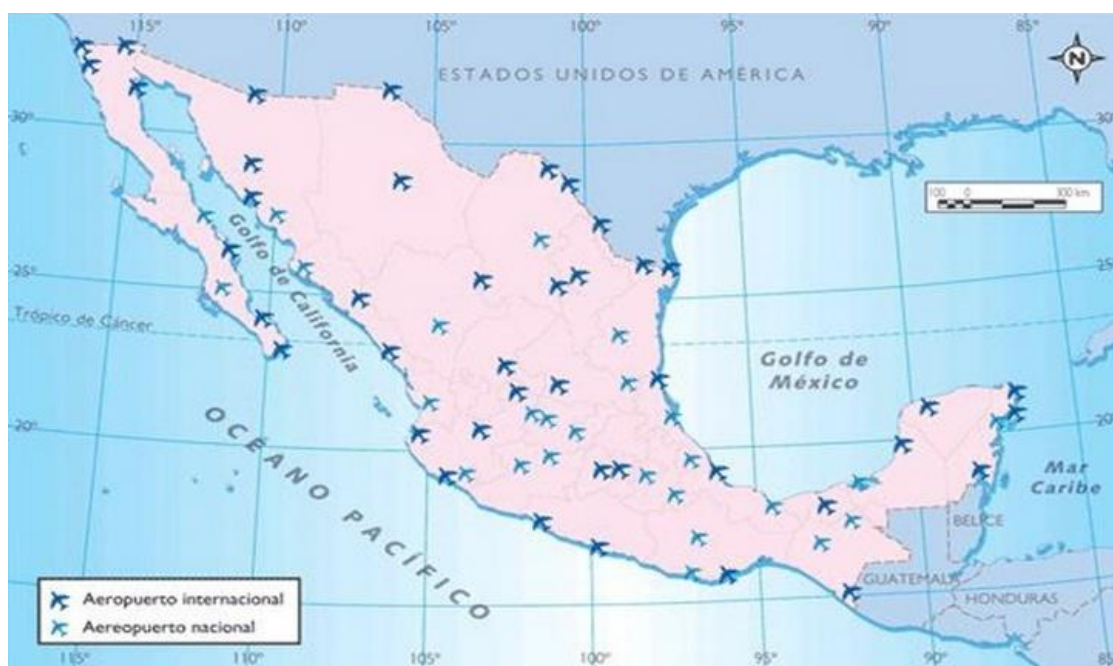 115°
110°
105°
100°
95°
90°
85°
N
ESTADOS UNIDOS DE AMÉRICA
30°
30°
100 0 300 km
Golfo de California
25°
25
Trópico de Cáncer
Golfo de
México
20°
20°
OCÉANO PACÍFICO
Mar
Caribe
BELICE
GUATEMALA
HONDURAS
Aeropuerto internacional
Aereopuerto nacional
115°
110°
105°
100°
95°
90°
85